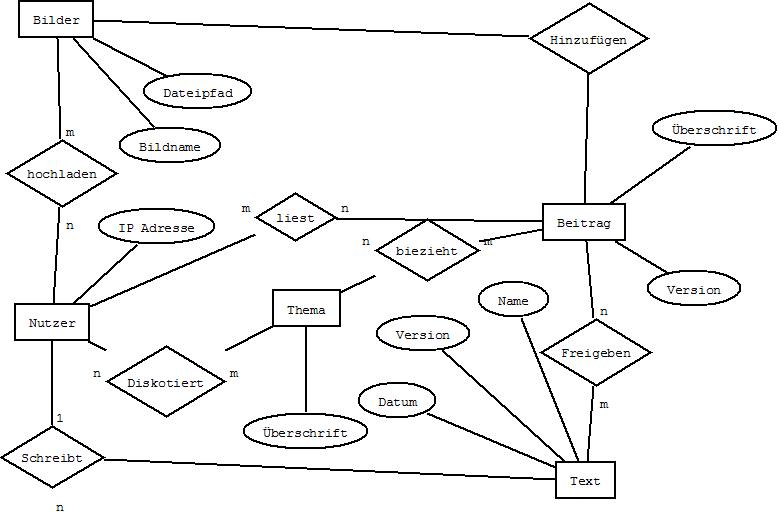 Bilder
Hinzufügen
Dateipfad
Überschrift
m
Bildname
hochladen
m
n
liest
n
IP Adresse
Beitrag
n
biezieht
m
Version
Name
Thema
n
Nutzer
Version
Freigeben
n
Diskotiert
m
Datum
m
1
Überschrift
Schreibt
Text
n